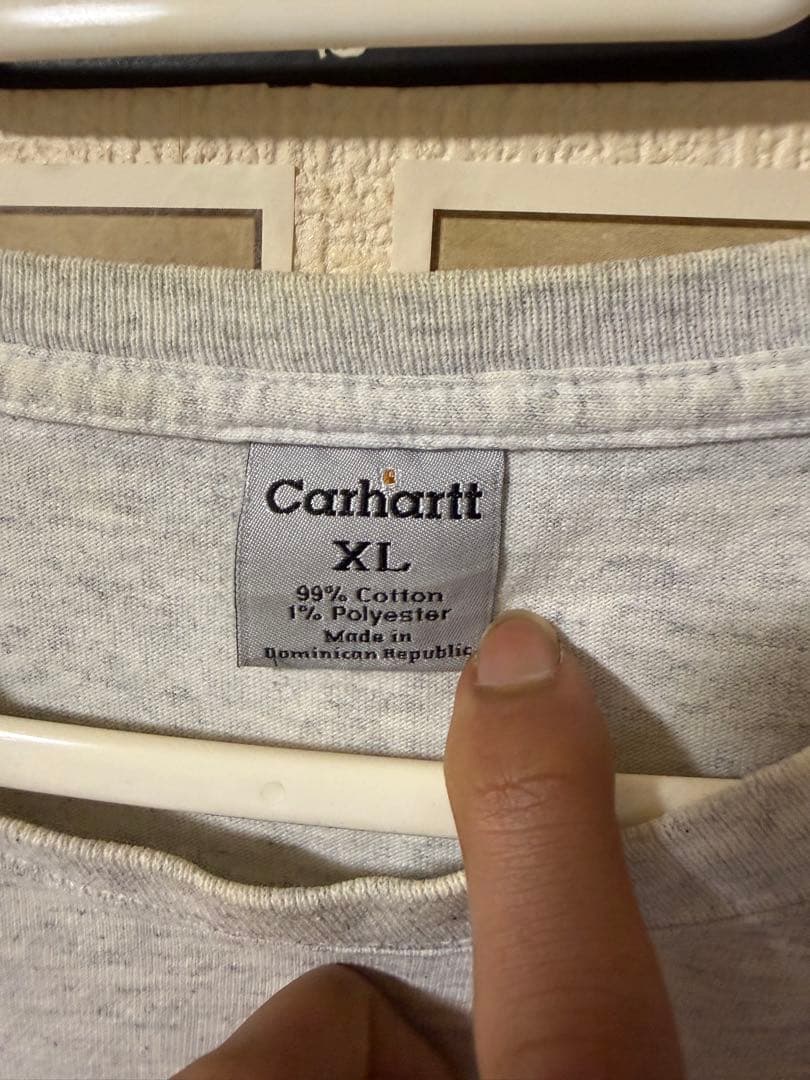 Carhartt
XL
99% Cotton
1% Polyester
Made in
Dominican Republic